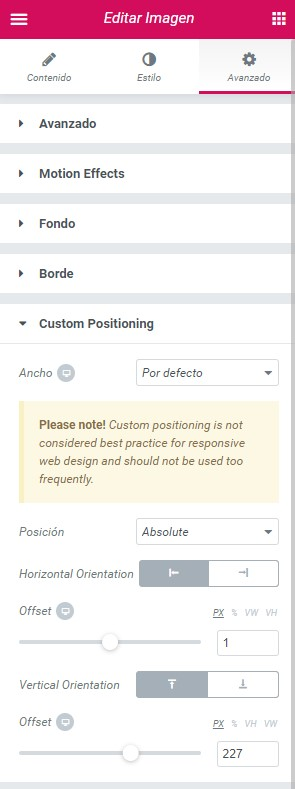 Editar Imagen
Contenido
Estilo
Avanzado
Avanzado
Motion Effects
Fondo
Borde
Custom Positioning
Ancho
Por defecto
Please note! Custom positioning is not
considered best practice for responsive
web design and should not be used too
frequently.
Posición
Absolute
Horizontal Orientation
Offset
PX % VW VH
1
Vertical Orientation
Offset
PX % VH VW
227